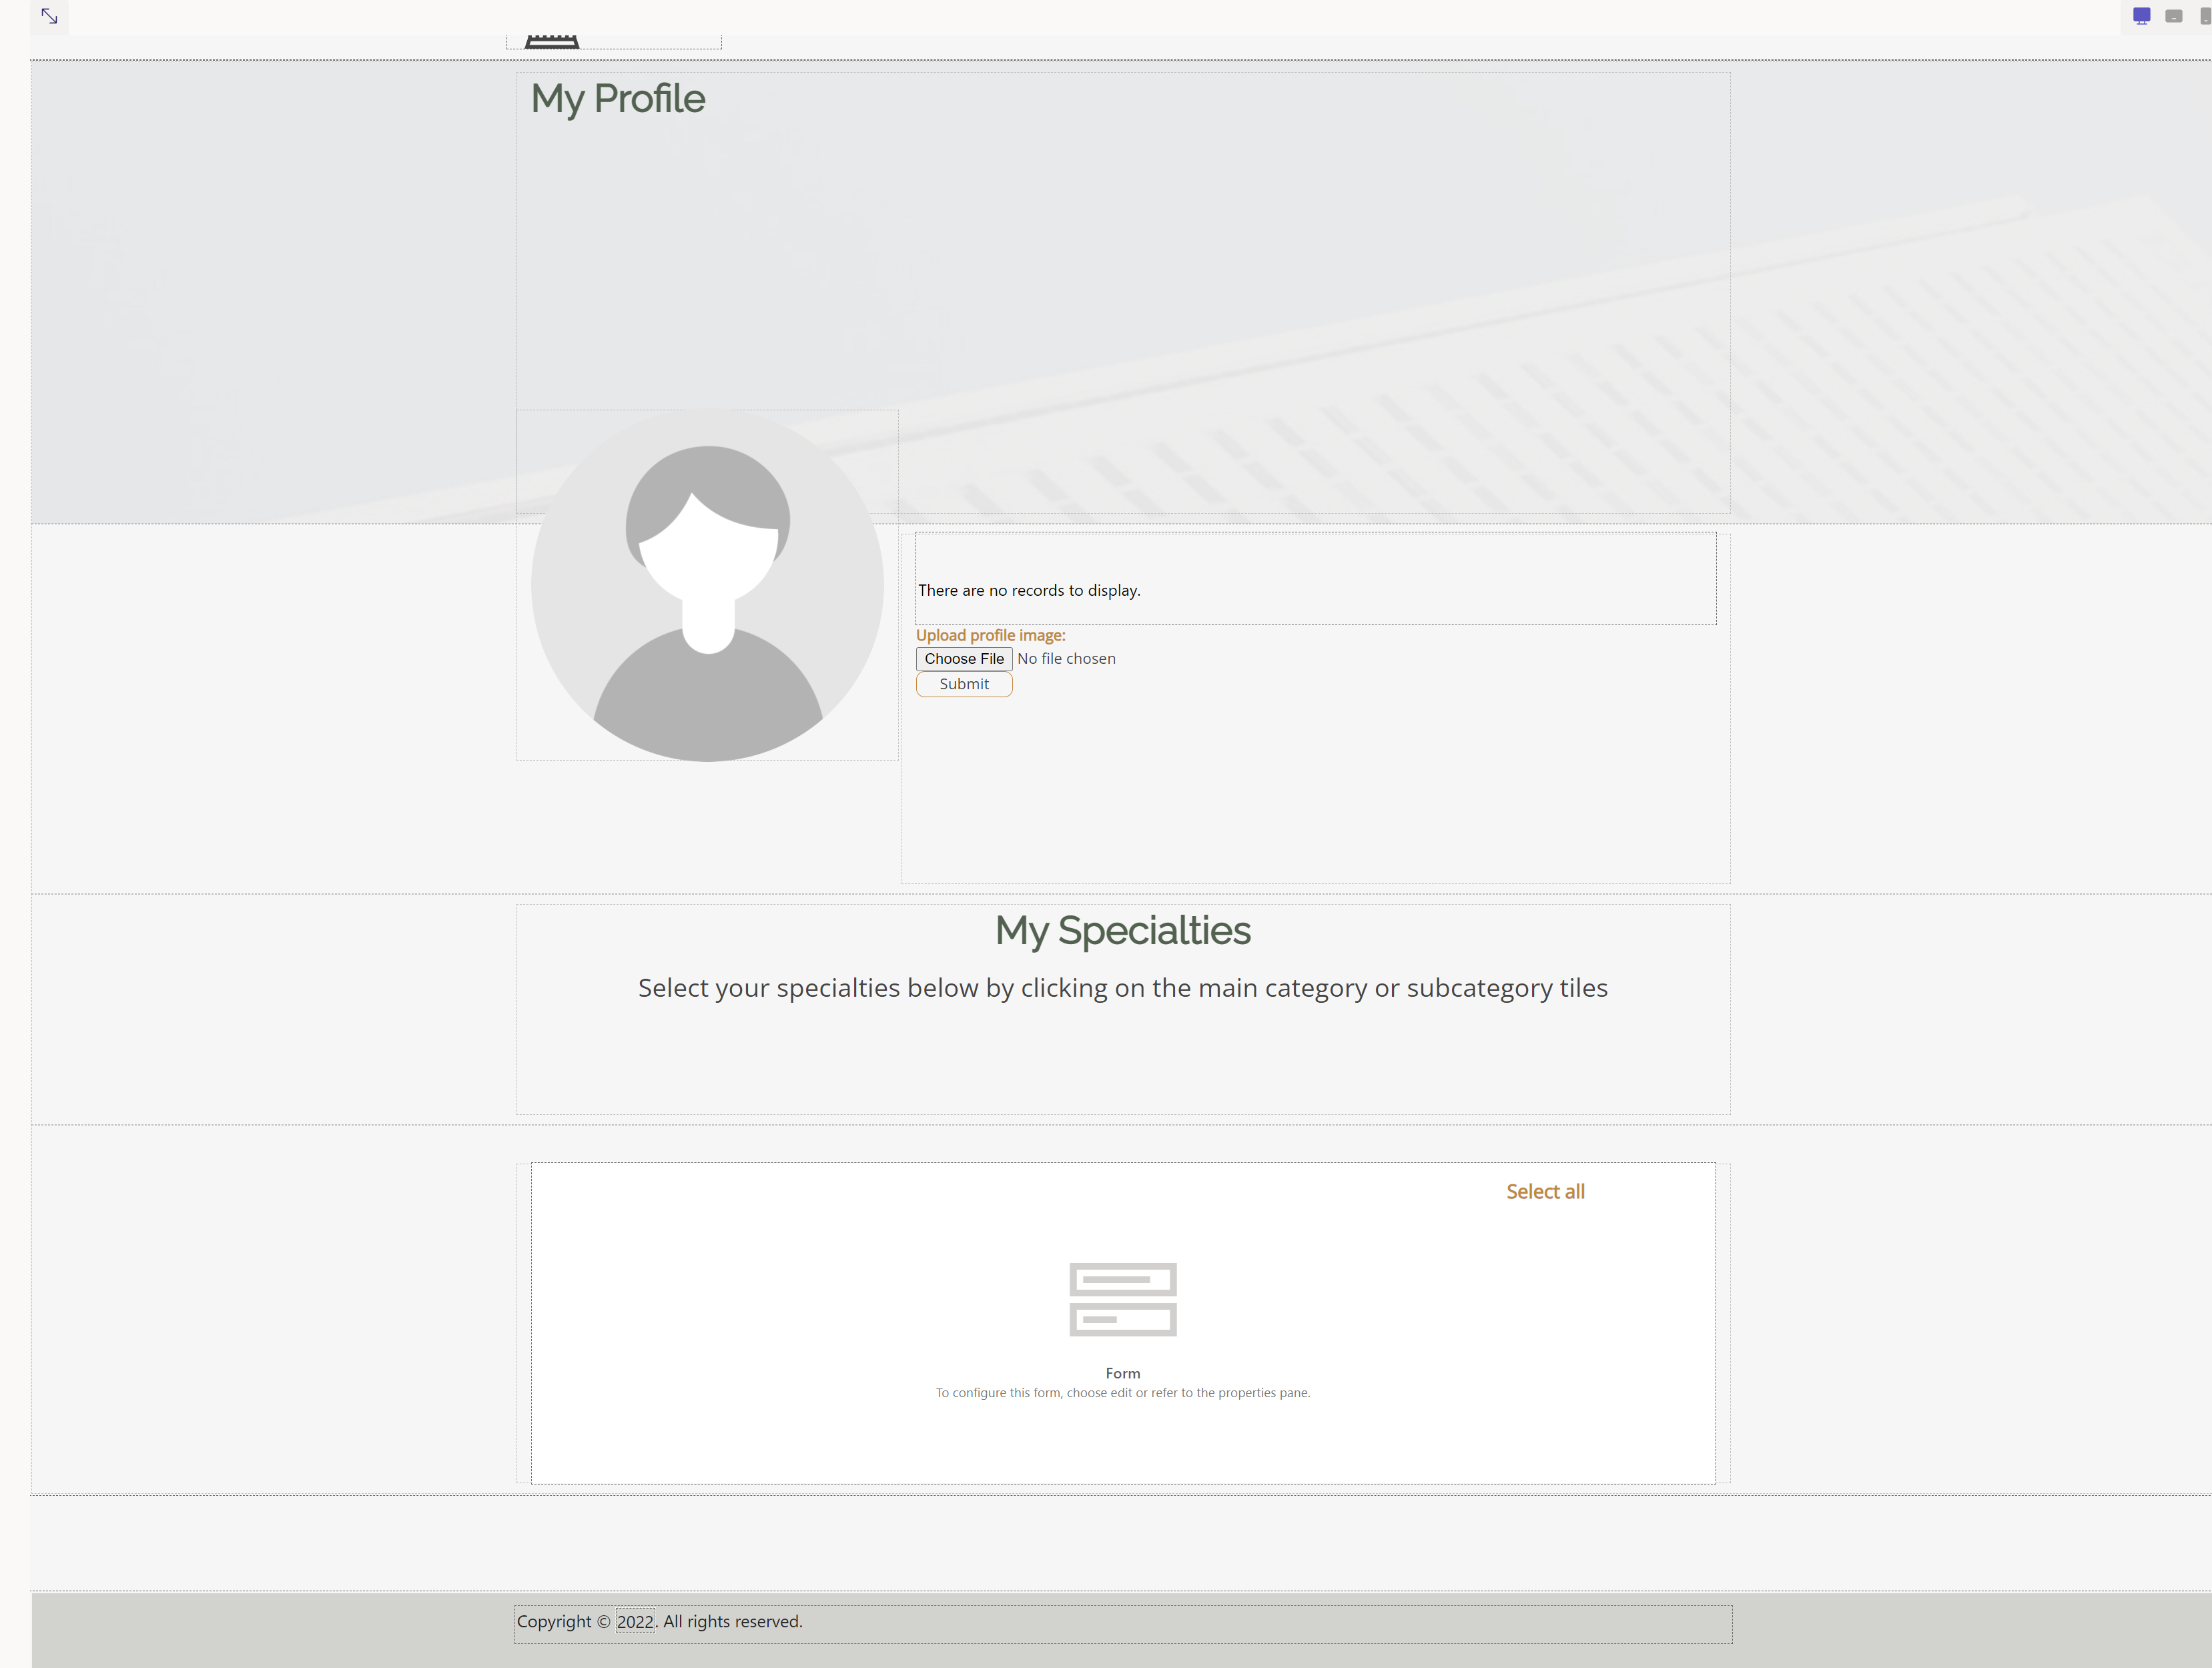 My Profile
There are no records to display.
Upload profile image:
Choose File No file chosen
Submit
My Specialties
Select your specialties below by clicking on the main category or subcategory tiles
Select all
Form
To configure this form, choose edit or refer to the properties pane.
Copyright © 2022. All rights reserved.